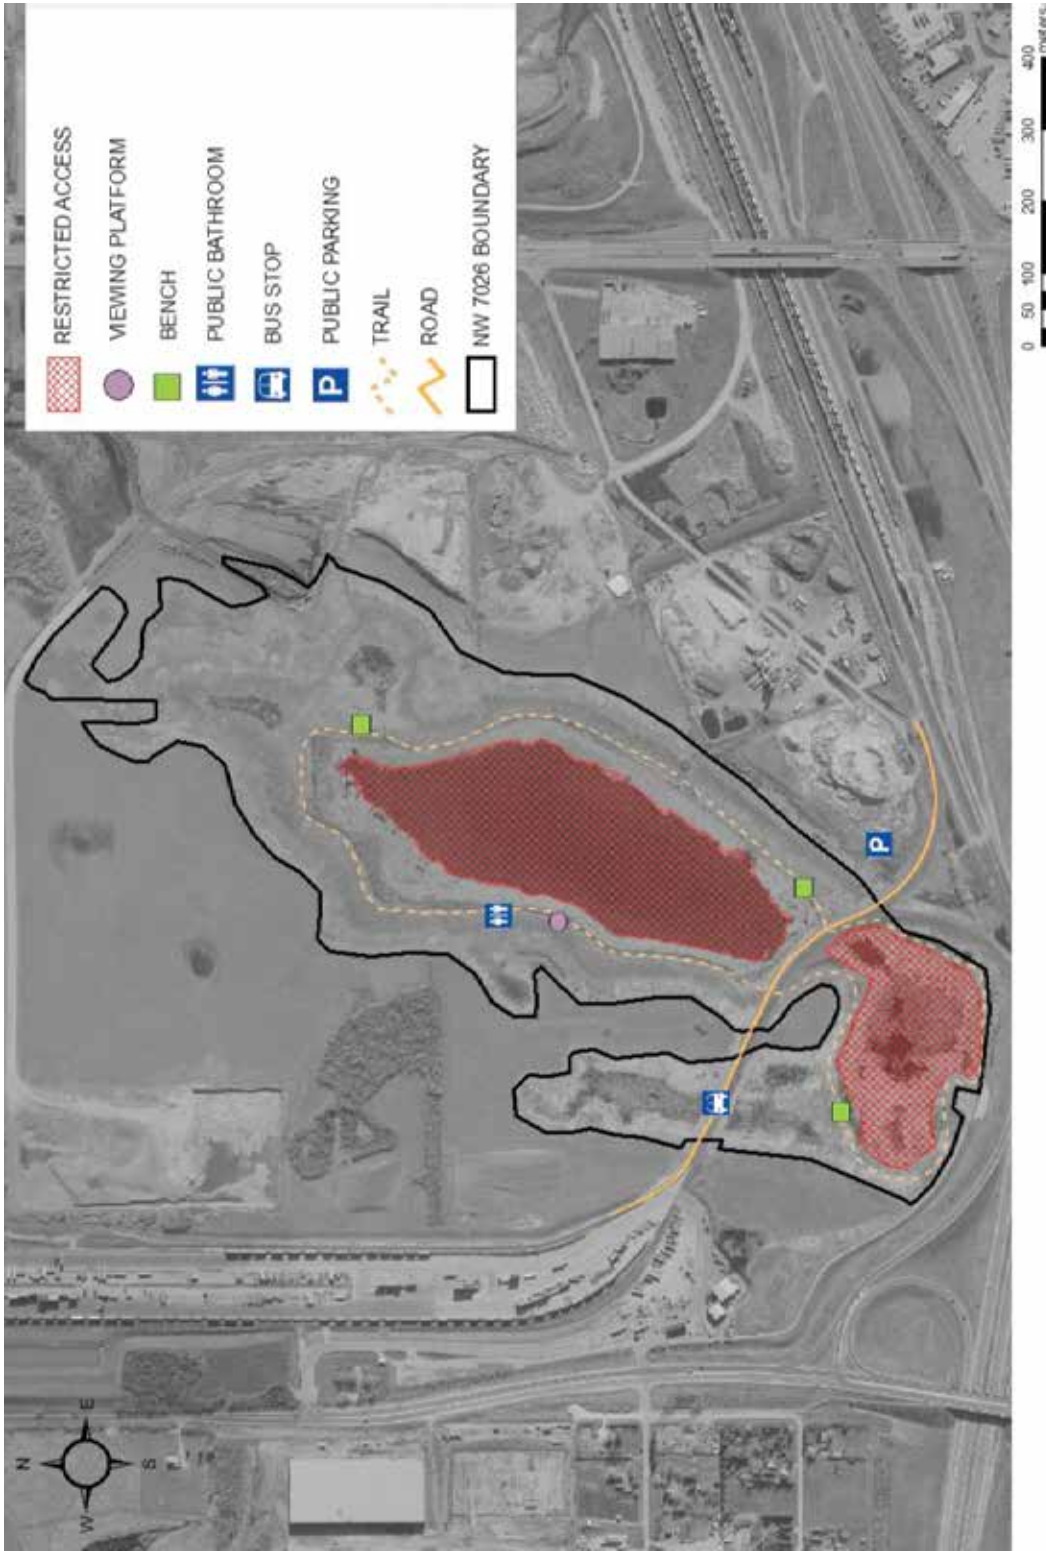 RESTRICTED ACCESS
VIEWING PLATFORM
BENCH
PUBLIC BATHROOM
BUS STOP
P PUBLIC PARKING
TRAIL
ROAD
NW 7026 BOUNDARY
P
N
W E
S
0 50 100 200 300 400
meters